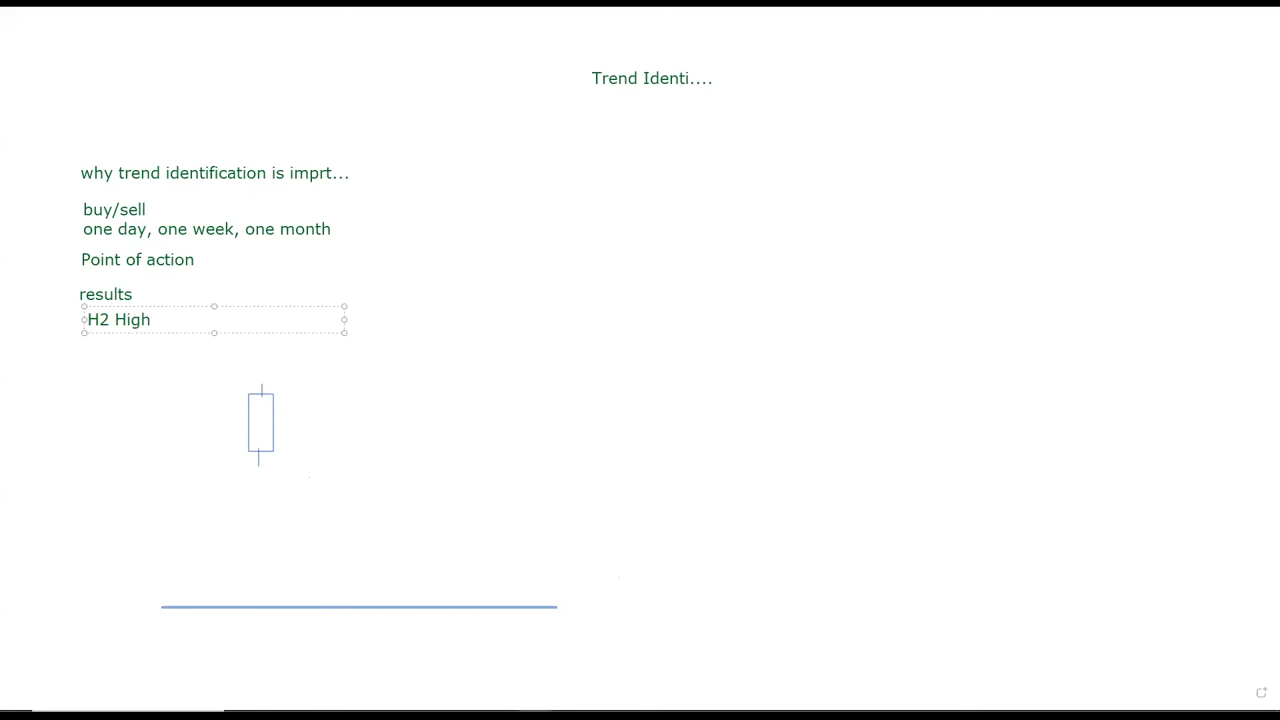 Trend Identi....
why trend identification is imprt...
buy/sell
one day, one week, one month
Point of action
results
H2 High